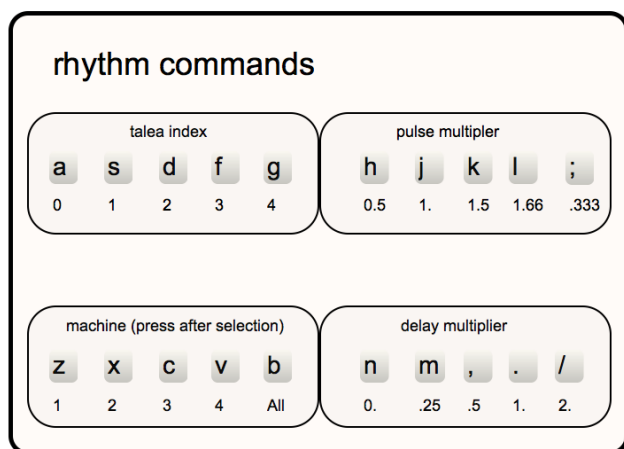 rhythm commands
talea index
a s d f g
0 1 2 3 4
pulse multipler
h j k l ;
0.5 1. 1.5 1.66 .333
machine (press after selection)
z x c v b
1 2 3 4 All
delay multiplier
n m , . /
0. .25 .5 1. 2.